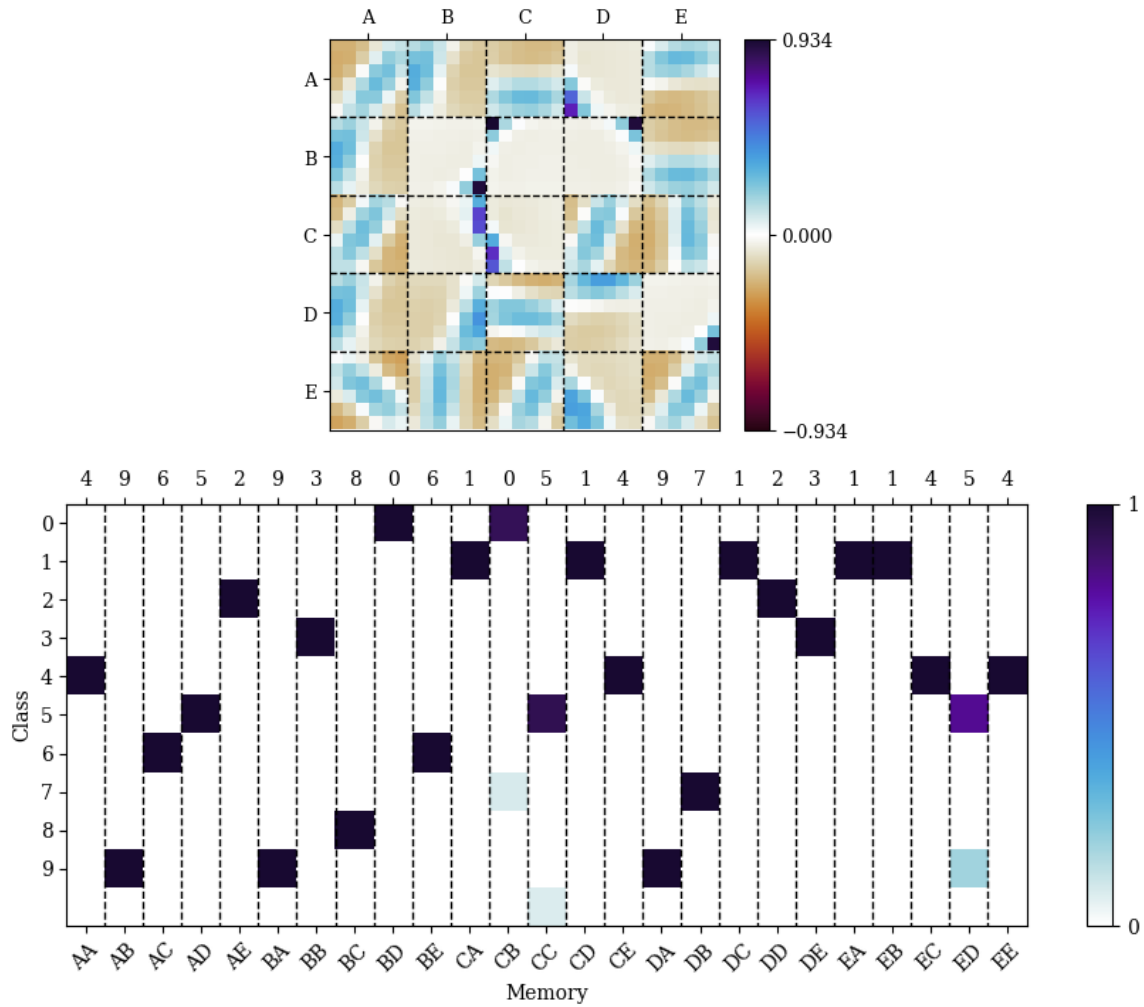 A B C D E
0.934
A
B
C
D
E
0.000
−0.934
4 9 6 5 2 9 3 8 0 6 1 0 5 1 4 9 7 1 2 3 1 1 4 5 4
0
1
2
3
4
5
6
7
8
9
Class
1
0
AA AB AC AD AE BA BB BC BD BE CA CB CC CD CE DA DB DC DD DE EA EB EC ED EE
Memory